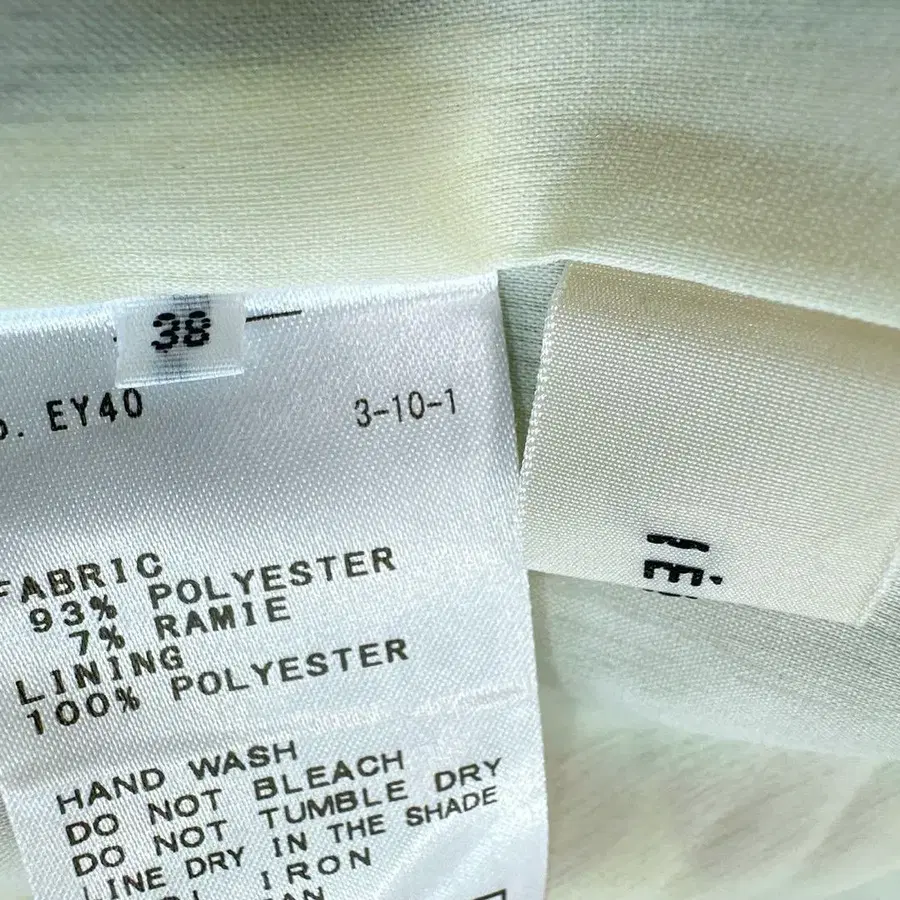 38
EY40 3-10-1
FABRIC
93% POLYESTER
7% RAMIE
LINING
100% POLYESTER
HAND WASH
DO NOT BLEACH
DO NOT TUMBLE DRY
LINE DRY IN THE SHADE
IRON